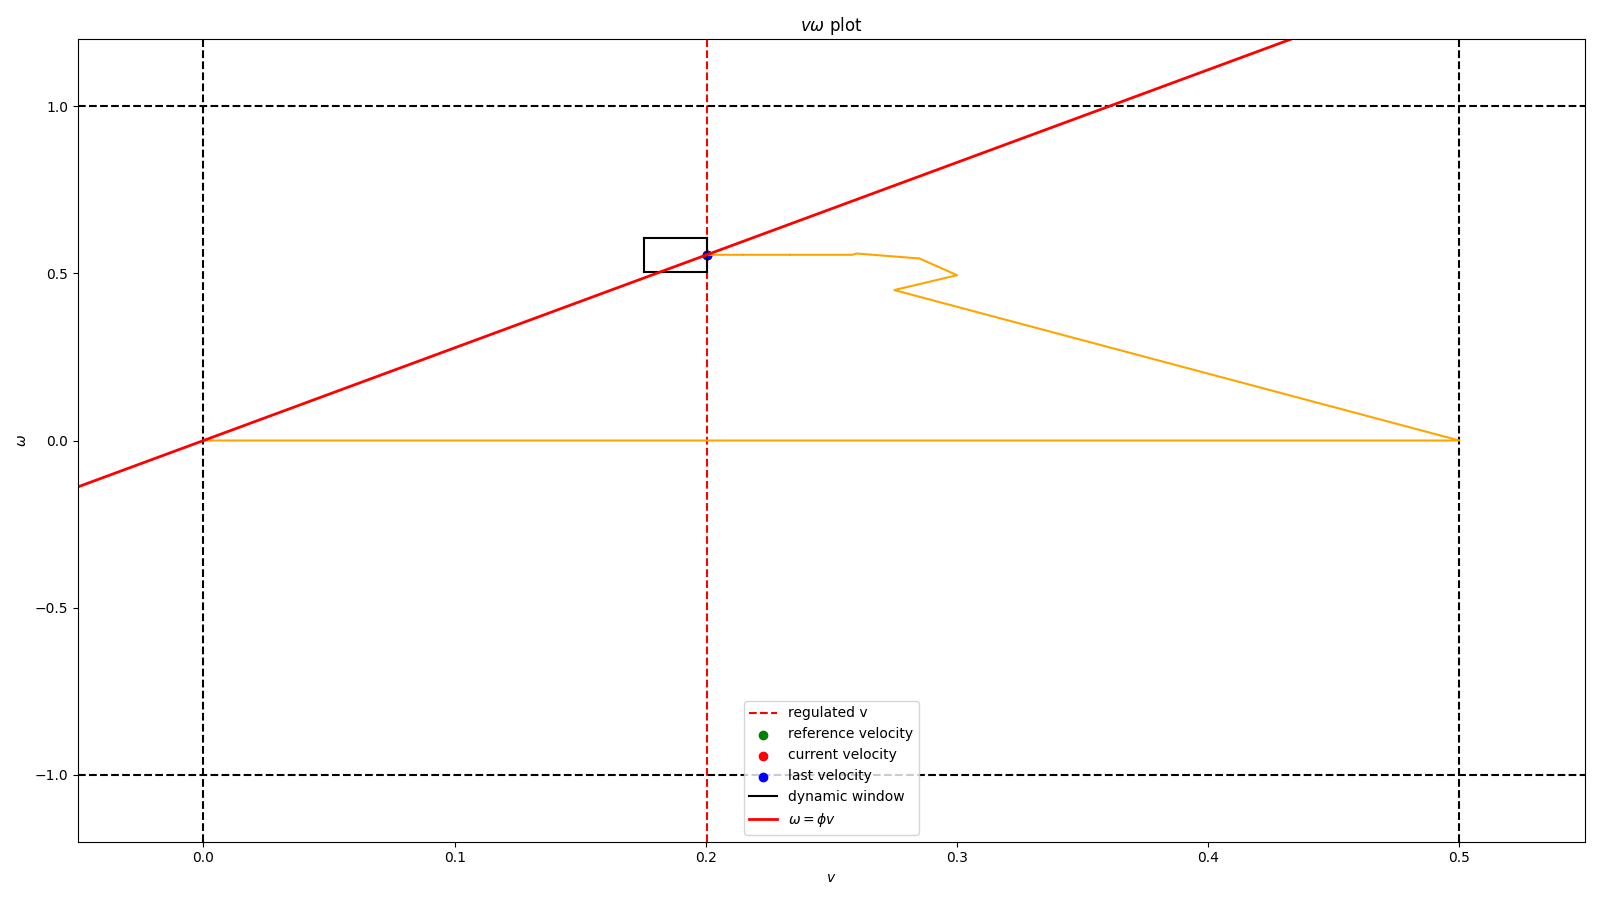 vω plot
1.0
0.5
0.0
−0.5
−1.0
ω
regulated v
reference velocity
current velocity
last velocity
dynamic window
ω = ϕv
0.0 0.1 0.2 0.3 0.4 0.5
v